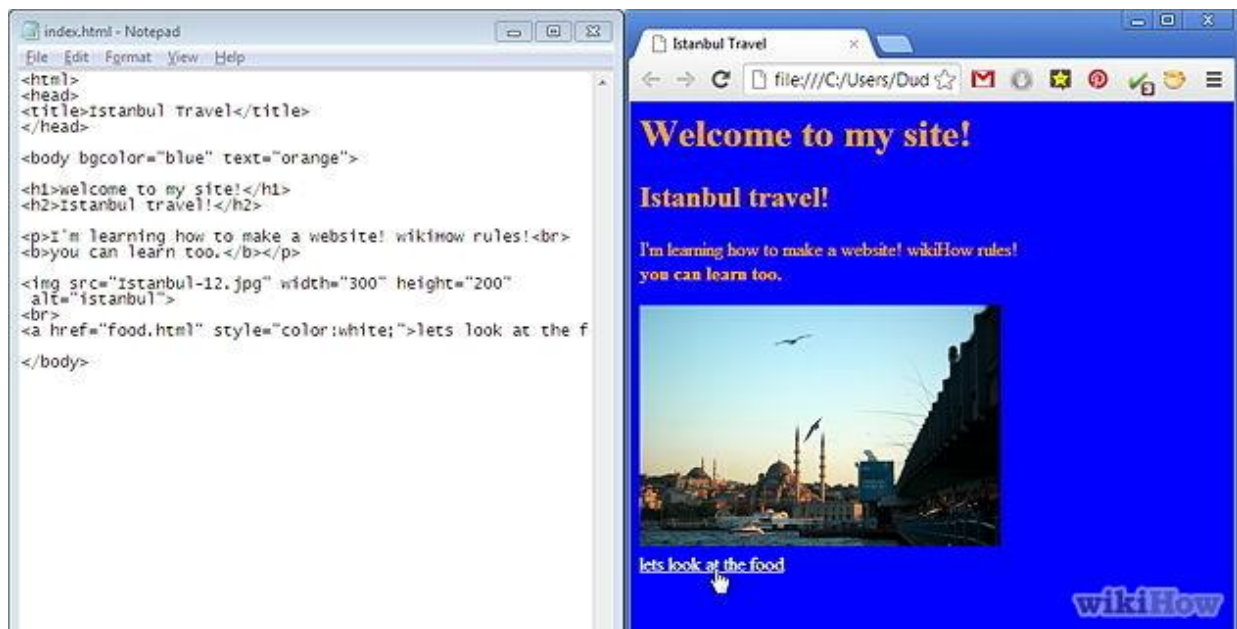 index.html - Notepad
File Edit Format View Help
<html>
<head>
<title>Istanbul Travel</title>
</head>
<body bgcolor="blue" text="orange">
<h1>Welcome to my site!</h1>
<h2>Istanbul travel!</h2>
<p>I'm learning how to make a website! wikiHow rules!<br>
<b>you can learn too.</b></p>
<img src="Istanbul-12.jpg" width="300" height="200"
alt="istanbul">
<br>
<a href="food.html" style="color:white;">lets look at the f
</body>
Istanbul Travel
file:///C:/Users/Dud
Welcome to my site!
Istanbul travel!
I'm learning how to make a website! wikiHow rules!
you can learn too.
lets look at the food
wikiHow